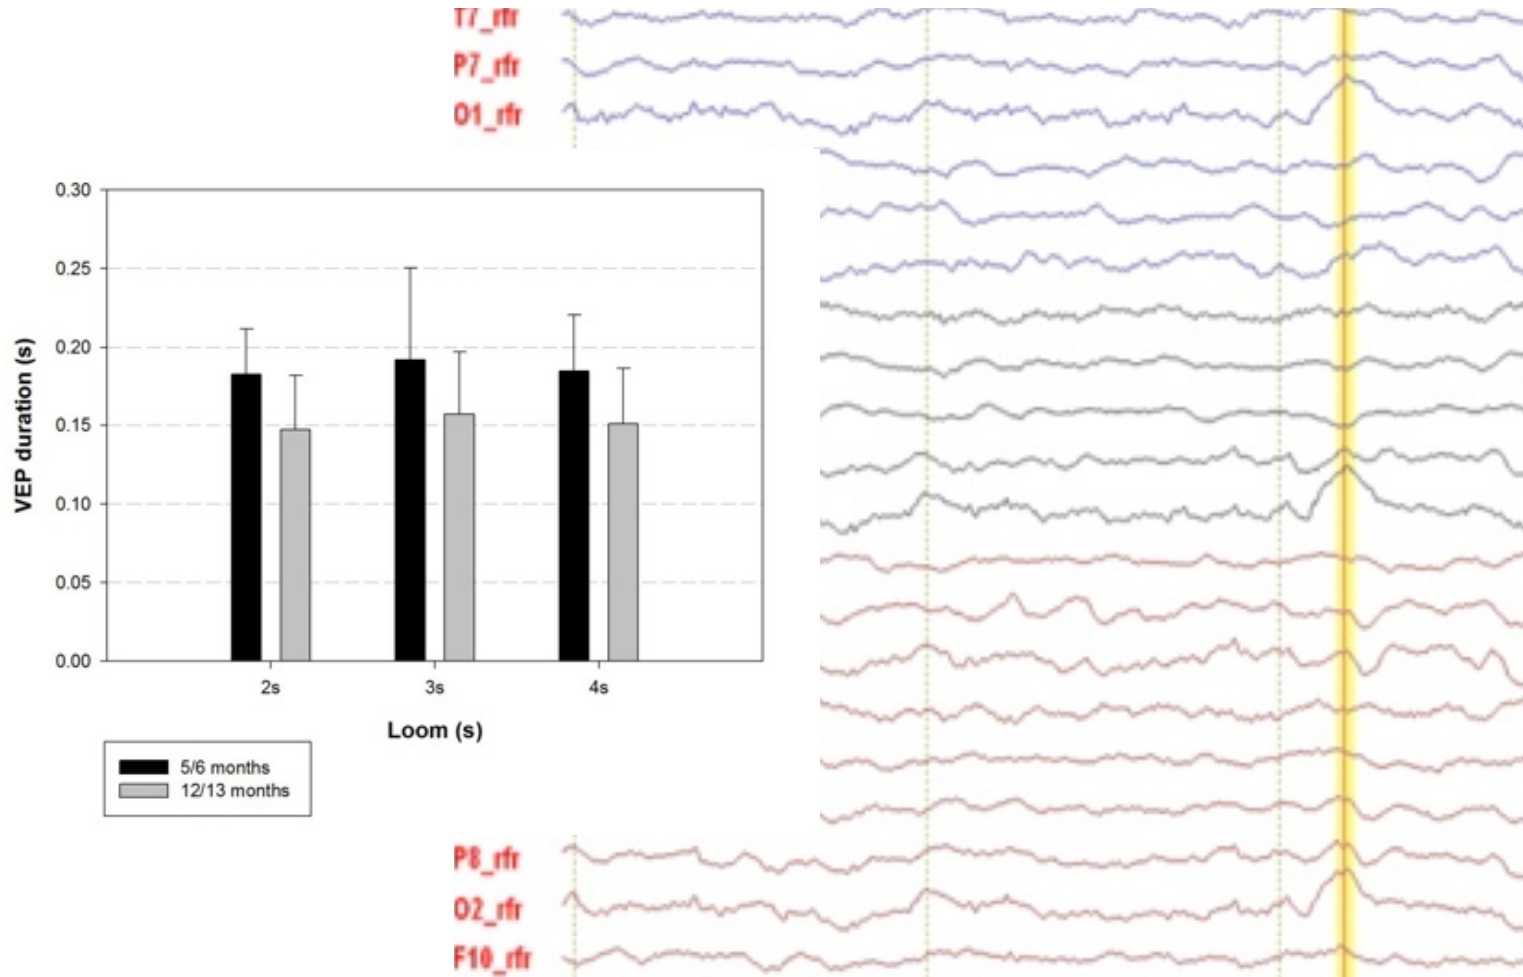 T7_rfr
P7_rfr
O1_rfr
0.30
0.25
0.20
0.15
0.10
0.05
0.00
VEP duration (s)
2s 3s 4s
Loom (s)
5/6 months
12/13 months
P8_rfr
O2_rfr
F10_rfr